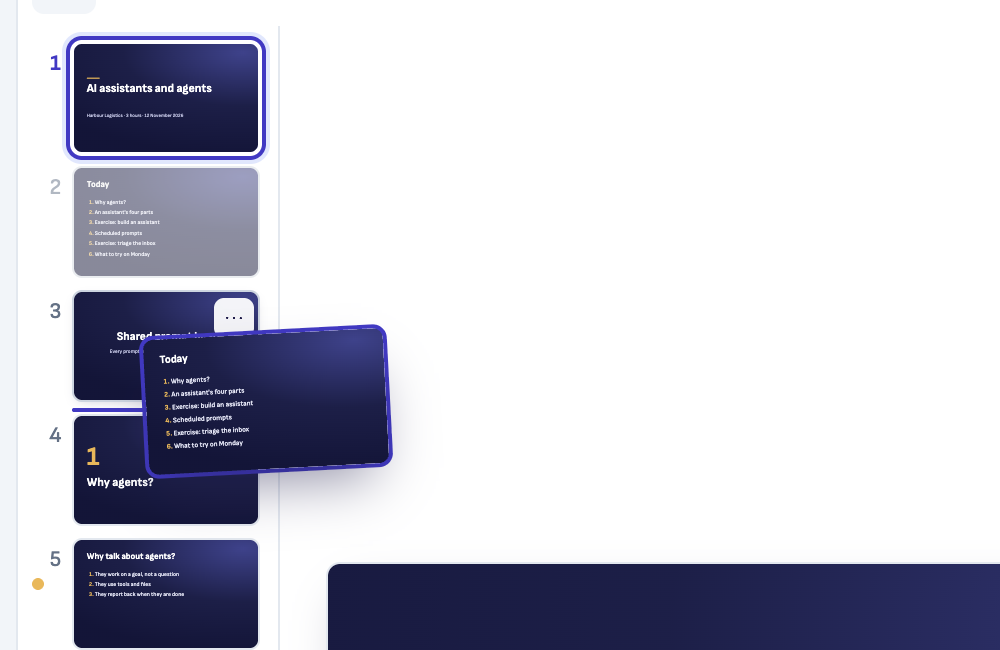 1
AI assistants and agents
Harbour Logistics · 3 hours · 12 November 2026
2
Today
1. Why agents?
2. An assistant's four parts
3. Exercise: build an assistant
4. Scheduled prompts
5. Exercise: triage the inbox
6. What to try on Monday
3
...
Shared
Every
Today
1. Why agents?
2. An assistant's four parts
3. Exercise: build an assistant
4. Scheduled prompts
5. Exercise: triage the inbox
6. What to try on Monday
4
1
Why agents?
5
Why talk about agents?
1. They work on a goal, not a question
2. They use tools and files
3. They report back when they are done